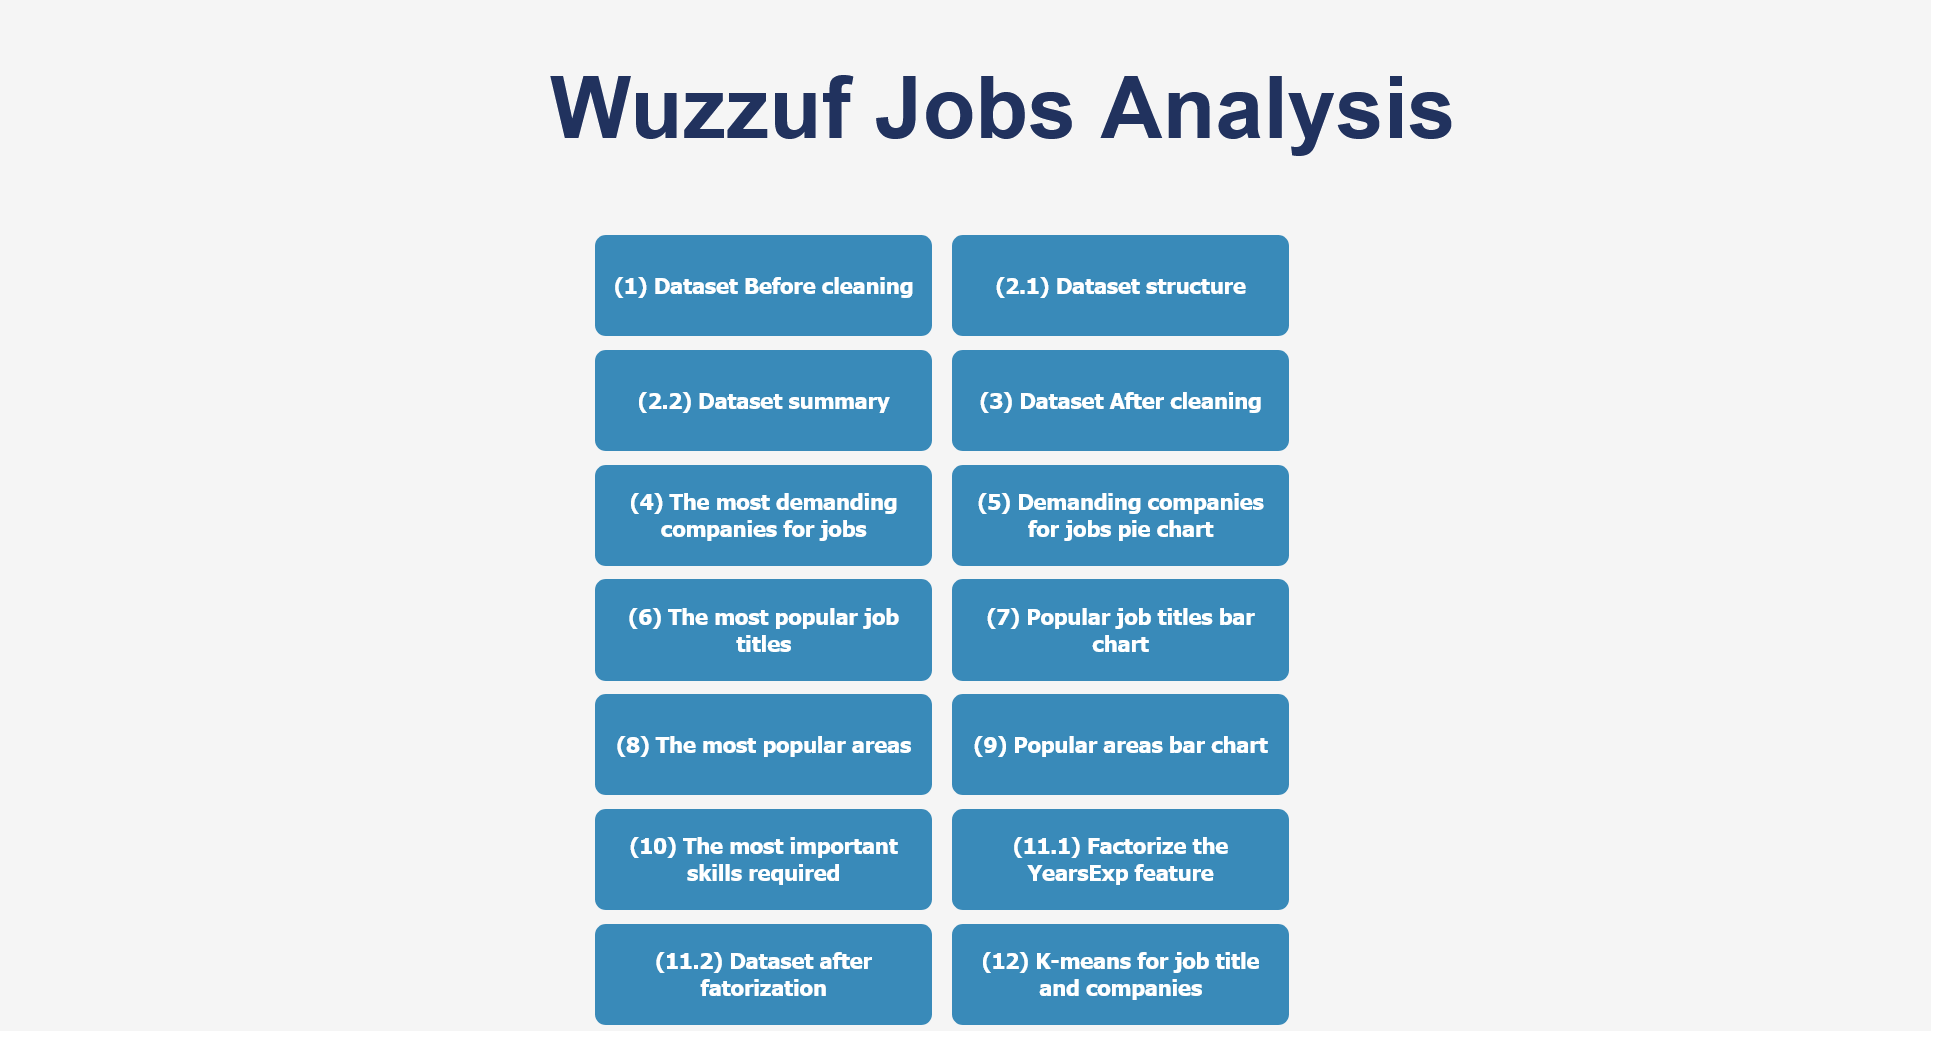 Wuzzuf Jobs Analysis
(1) Dataset Before cleaning
(2.1) Dataset structure
(2.2) Dataset summary
(3) Dataset After cleaning
(4) The most demanding
companies for jobs
(5) Demanding companies
for jobs pie chart
(6) The most popular job
titles
(7) Popular job titles bar
chart
(8) The most popular areas
(9) Popular areas bar chart
(10) The most important
skills required
(11.1) Factorize the
YearsExp feature
(11.2) Dataset after
fatorization
(12) K-means for job title
and companies